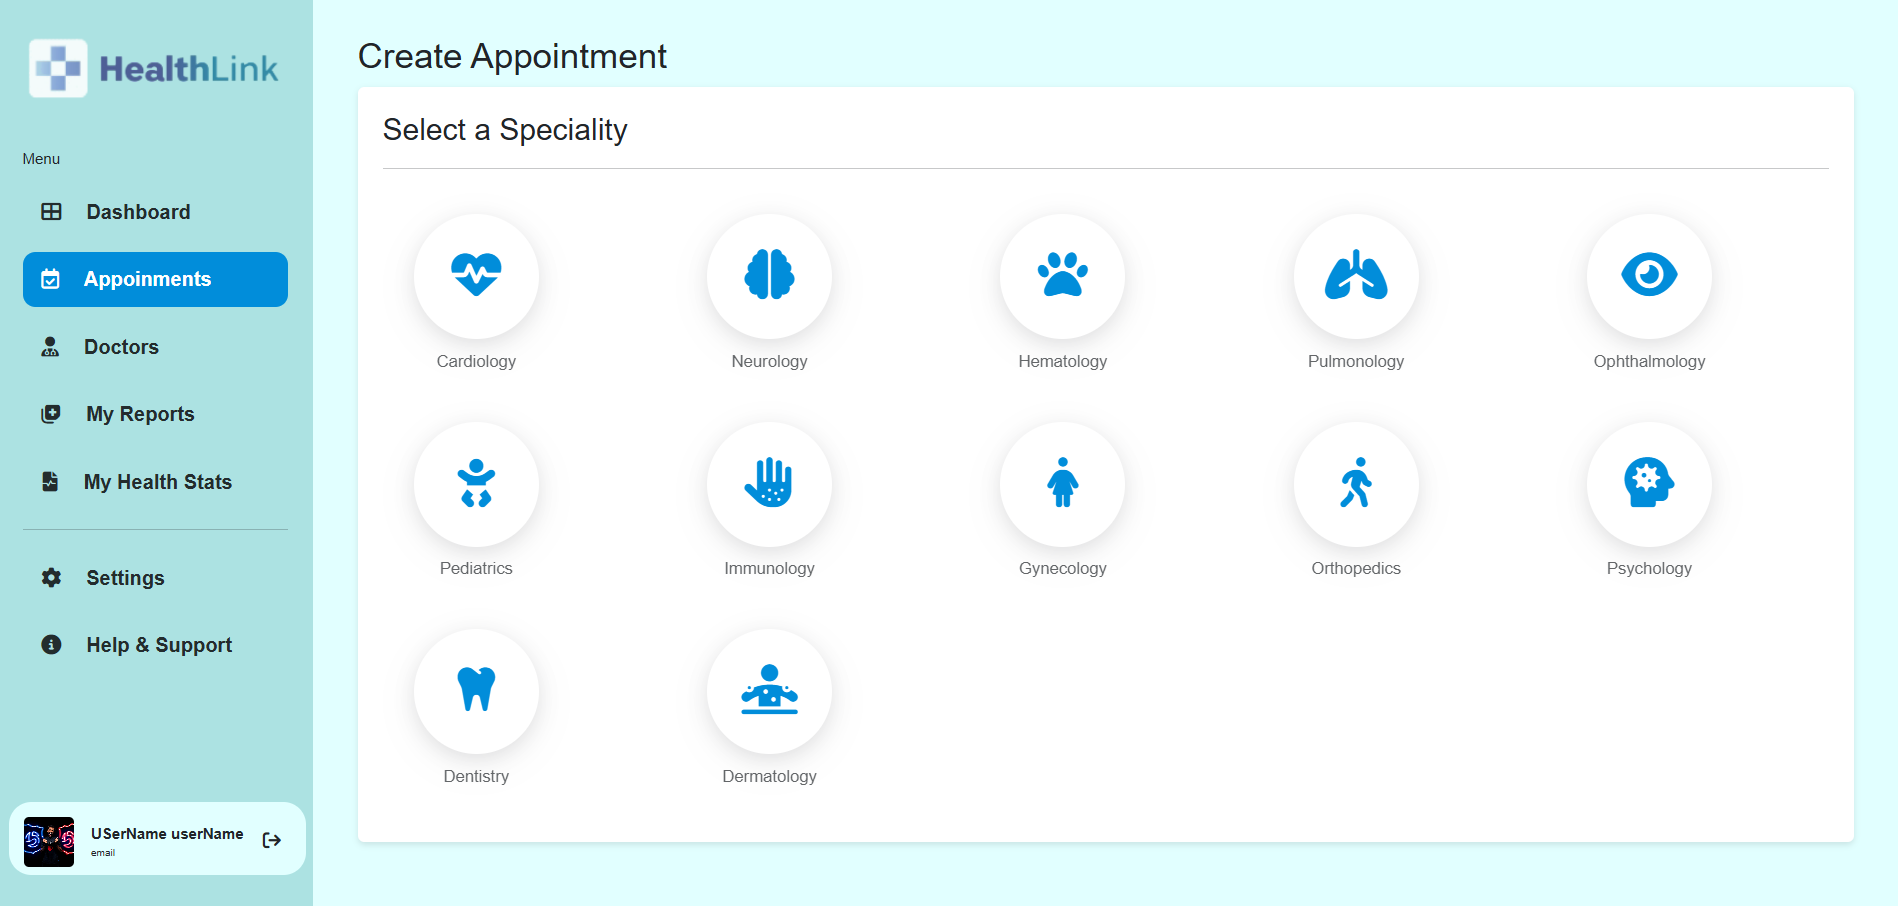 HealthLink
Menu
Dashboard
Appoinments
Doctors
My Reports
My Health Stats
Settings
Help & Support
USerName userName
email
Create Appointment
Select a Speciality
Cardiology
Neurology
Hematology
Pulmonology
Ophthalmology
Pediatrics
Immunology
Gynecology
Orthopedics
Psychology
Dentistry
Dermatology